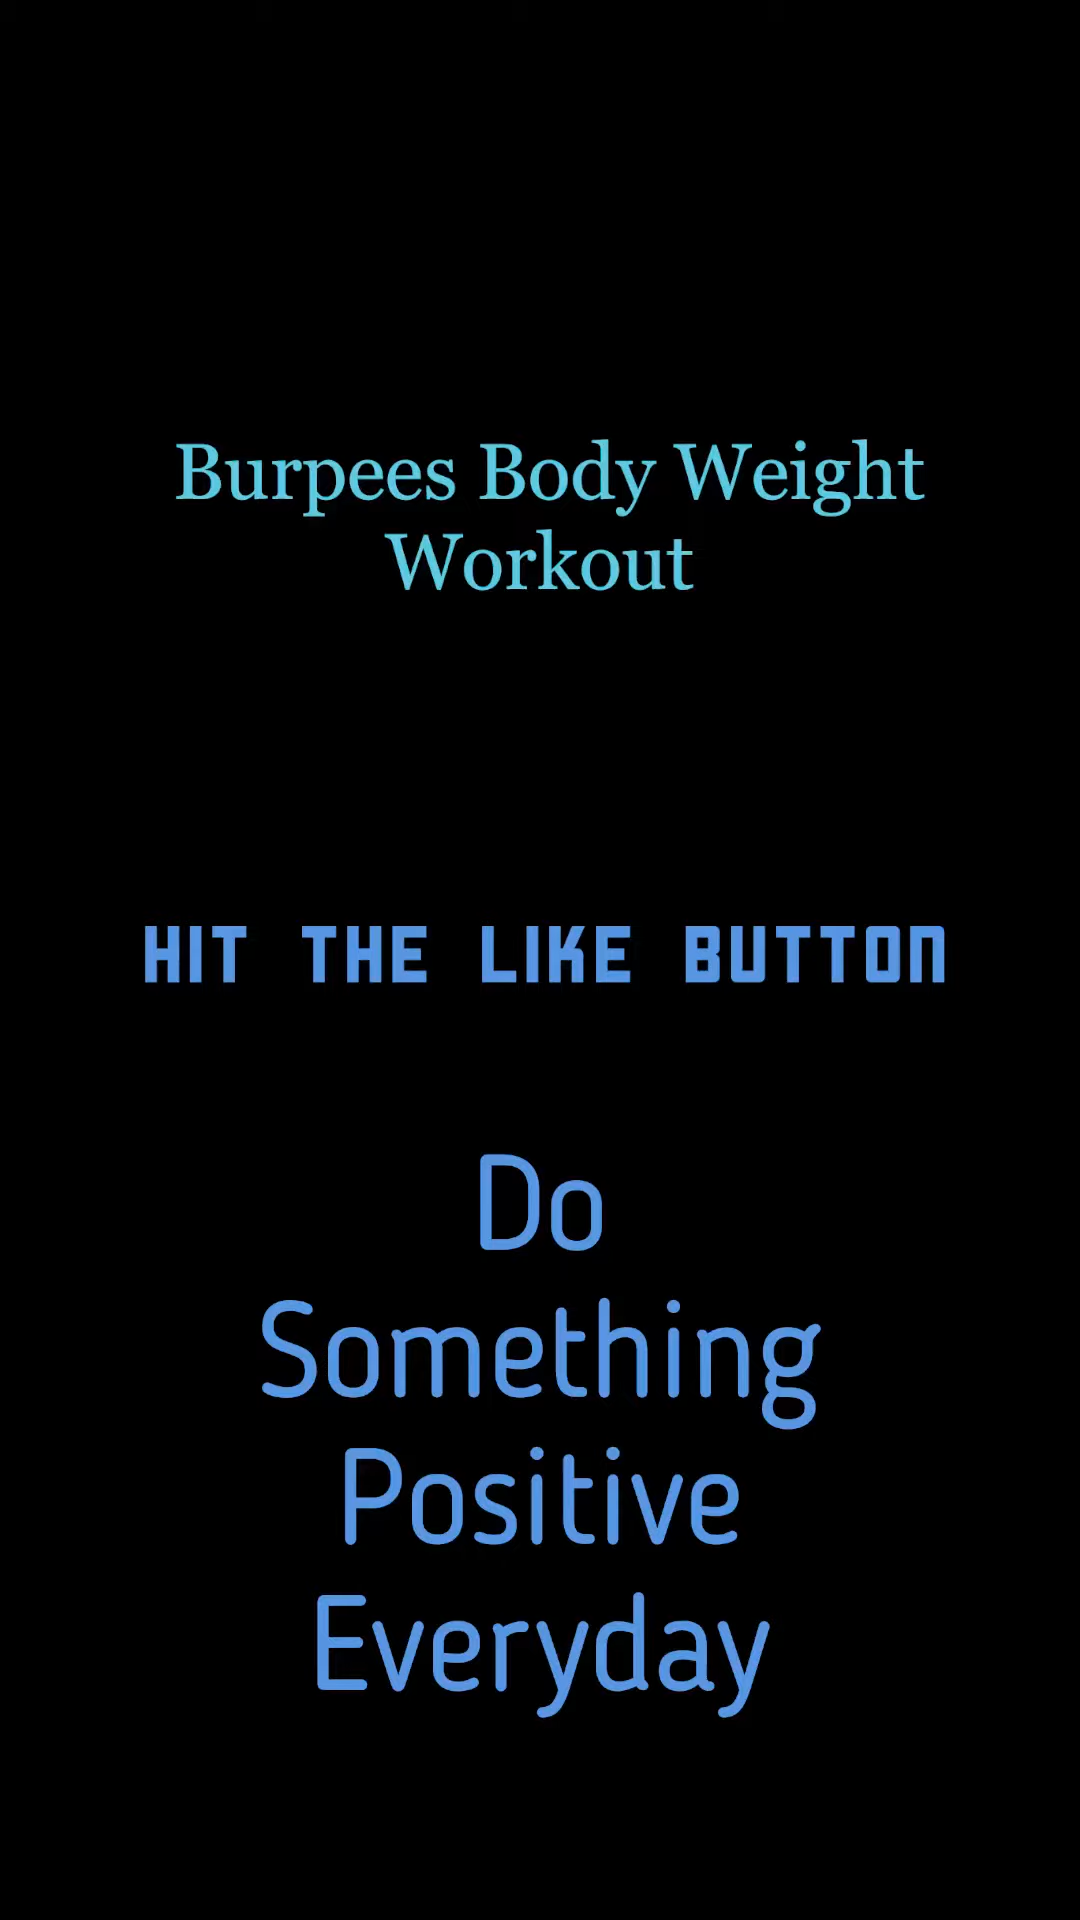 Burpees Body Weight
Workout
HIT THE LIKE BUTTON
Do
Something
Positive
Everyday